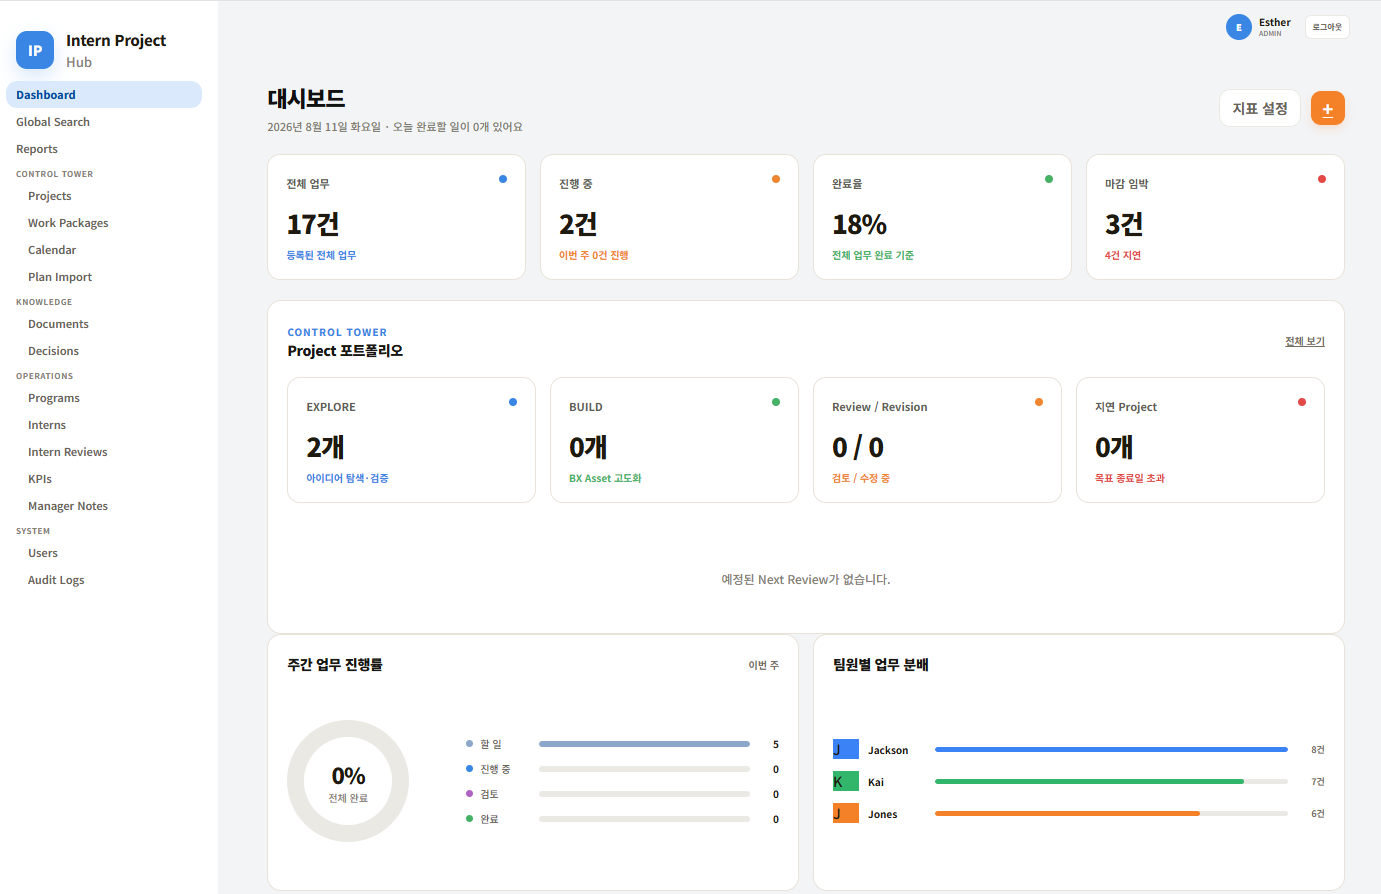 IP
Intern Project
Hub
Dashboard
Global Search
Reports
CONTROL TOWER
Projects
Work Packages
Calendar
Plan Import
KNOWLEDGE
Documents
Decisions
OPERATIONS
Programs
Interns
Intern Reviews
KPIs
Manager Notes
SYSTEM
Users
Audit Logs
E
Esther
ADMIN
로그아웃
대시보드
2026년 8월 11일 화요일 · 오늘 완료할 일이 0개 있어요
지표 설정
+
전체 업무
17건
등록된 전체 업무
진행 중
2건
이번 주 0건 진행
완료율
18%
전체 업무 완료 기준
마감 임박
3건
4건 지연
CONTROL TOWER
Project 포트폴리오
전체 보기
EXPLORE
2개
아이디어 탐색·검증
BUILD
0개
BX Asset 고도화
Review / Revision
0 / 0
검토 / 수정 중
지연 Project
0개
목표 종료일 초과
예정된 Next Review가 없습니다.
주간 업무 진행률
이번 주
0%
전체 완료
할 일 5
진행 중 0
검토 0
완료 0
팀원별 업무 분배
J Jackson 8건
K Kai 7건
J Jones 6건